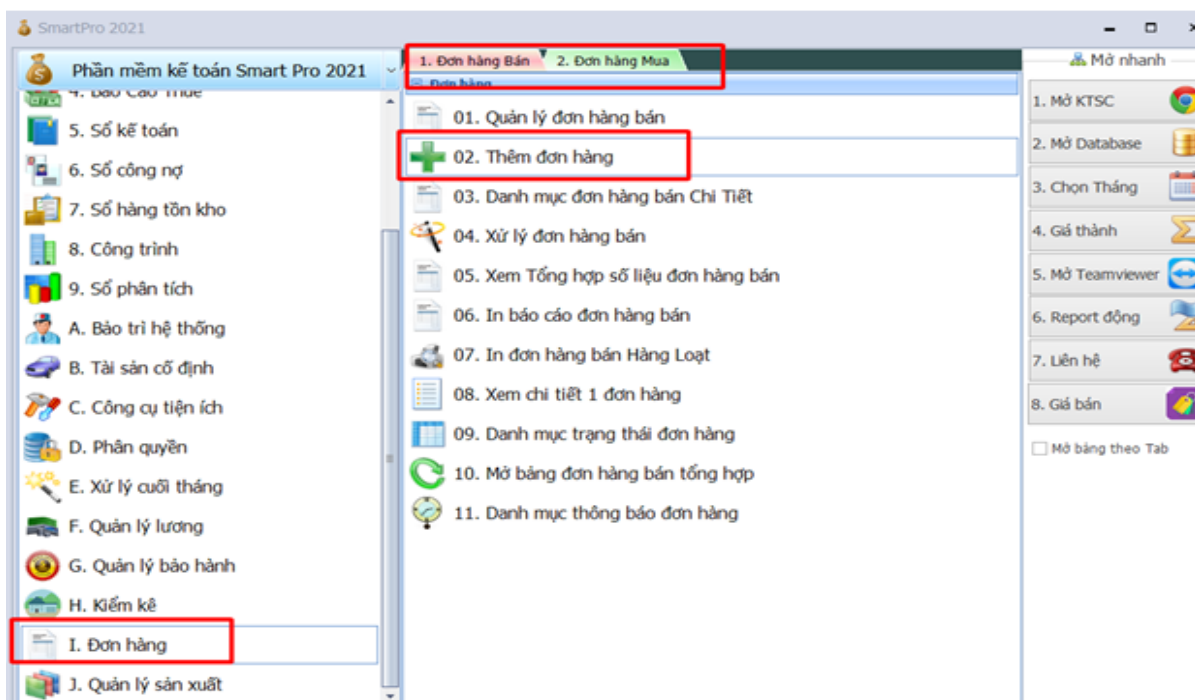 SmartPro 2021
Phần mềm kế toán Smart Pro 2021
4. Báo Cáo Thuế
5. Sổ kế toán
6. Sổ công nợ
7. Sổ hàng tồn kho
8. Công trình
9. Sổ phân tích
A. Bảo trì hệ thống
B. Tài sản cố định
C. Công cụ tiện ích
D. Phân quyền
E. Xử lý cuối tháng
F. Quản lý lương
G. Quản lý bảo hành
H. Kiểm kê
I. Đơn hàng
J. Quản lý sản xuất
1. Đơn hàng Bán
2. Đơn hàng Mua
Đơn hàng
01. Quản lý đơn hàng bán
02. Thêm đơn hàng
03. Danh mục đơn hàng bán Chi Tiết
04. Xử lý đơn hàng bán
05. Xem Tổng hợp số liệu đơn hàng bán
06. In báo cáo đơn hàng bán
07. In đơn hàng bán Hàng Loạt
08. Xem chi tiết 1 đơn hàng
09. Danh mục trạng thái đơn hàng
10. Mở bảng đơn hàng bán tổng hợp
11. Danh mục thông báo đơn hàng
Mở nhanh
1. Mở KTSC
2. Mở Database
3. Chọn Tháng
4. Giá thành
5. Mở Teamviewer
6. Report động
7. Liên hệ
8. Giá bán
Mở bảng theo Tab